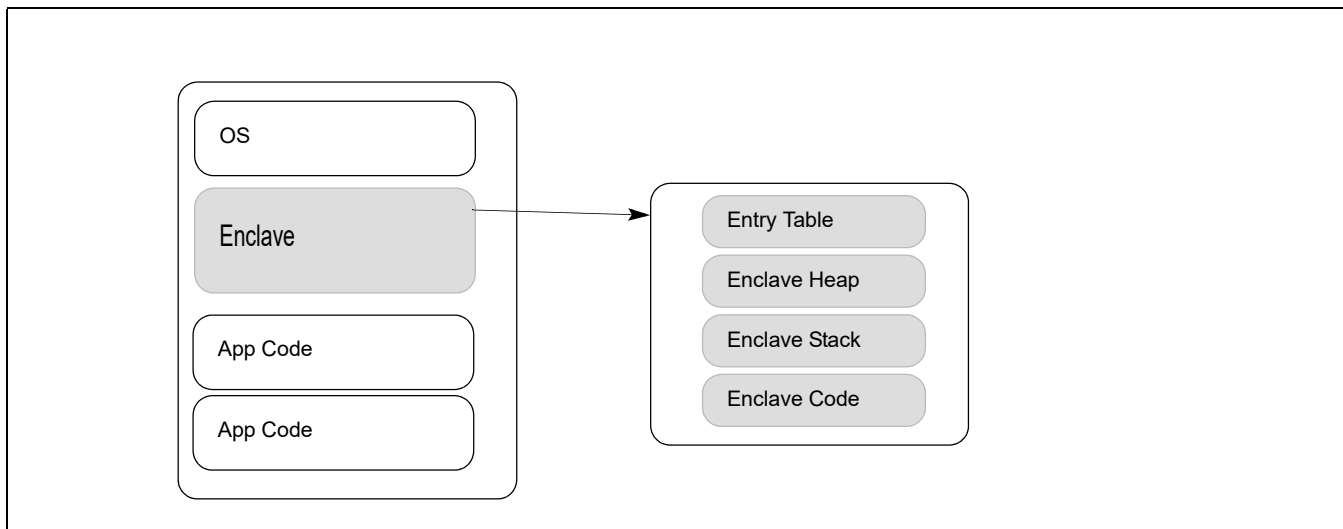 OS
Enclave
App Code
App Code
Entry Table
Enclave Heap
Enclave Stack
Enclave Code